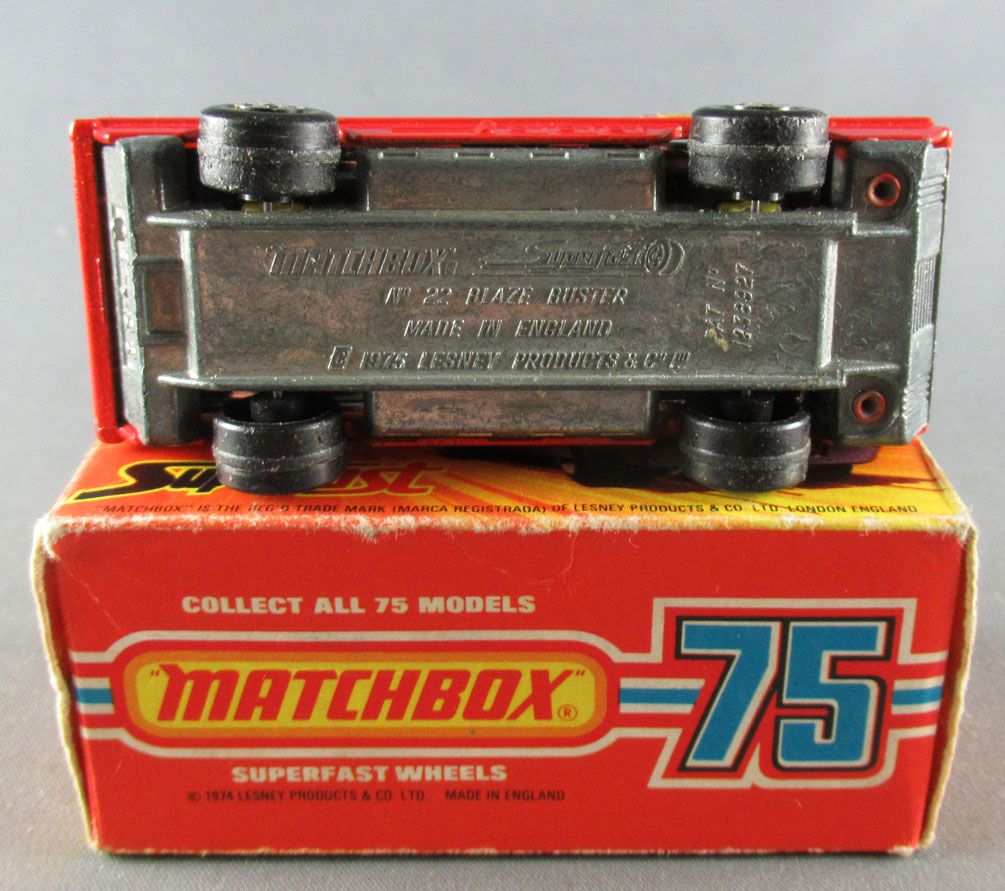 MATCHBOX® Superfast
Nº 22 BLAZE BUSTER
MADE IN ENGLAND
© 1975 LESNEY PRODUCTS & Cº Lᵗᵈ
PAT Nº
1238927
Superfast
"MATCHBOX" IS THE REG'D TRADE MARK (MARCA REGISTRADA) OF LESNEY PRODUCTS & CO. LTD. LONDON ENGLAND
COLLECT ALL 75 MODELS
"MATCHBOX"®
75
SUPERFAST WHEELS
© 1974 LESNEY PRODUCTS & CO. LTD. MADE IN ENGLAND